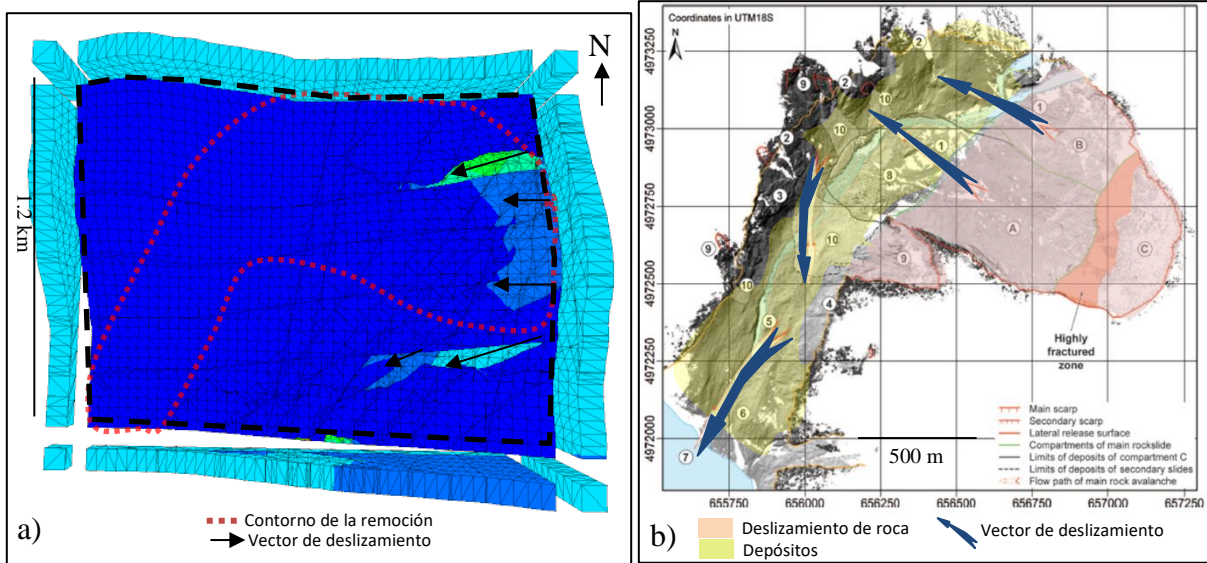 N
1.2 km
a)
Contorno de la remoción
Vector de deslizamiento
Coordinates in UTM18S
N
4973250
4973000
4972750
4972500
4972250
4972000
2
9
2
2
10
10
1
1
B
8
3
A
9
C
9
10
10
4
5
6
7
Highly
fractured
zone
Main scarp
Secondary scarp
Lateral release surface
Compartments of main rockslide
Limits of deposits of compartment C
Limits of deposits of secondary slides
Flow path of main rock avalanche
500 m
655750
656000
656250
656500
656750
657000
657250
b)
Deslizamiento de roca
Depósitos
Vector de deslizamiento